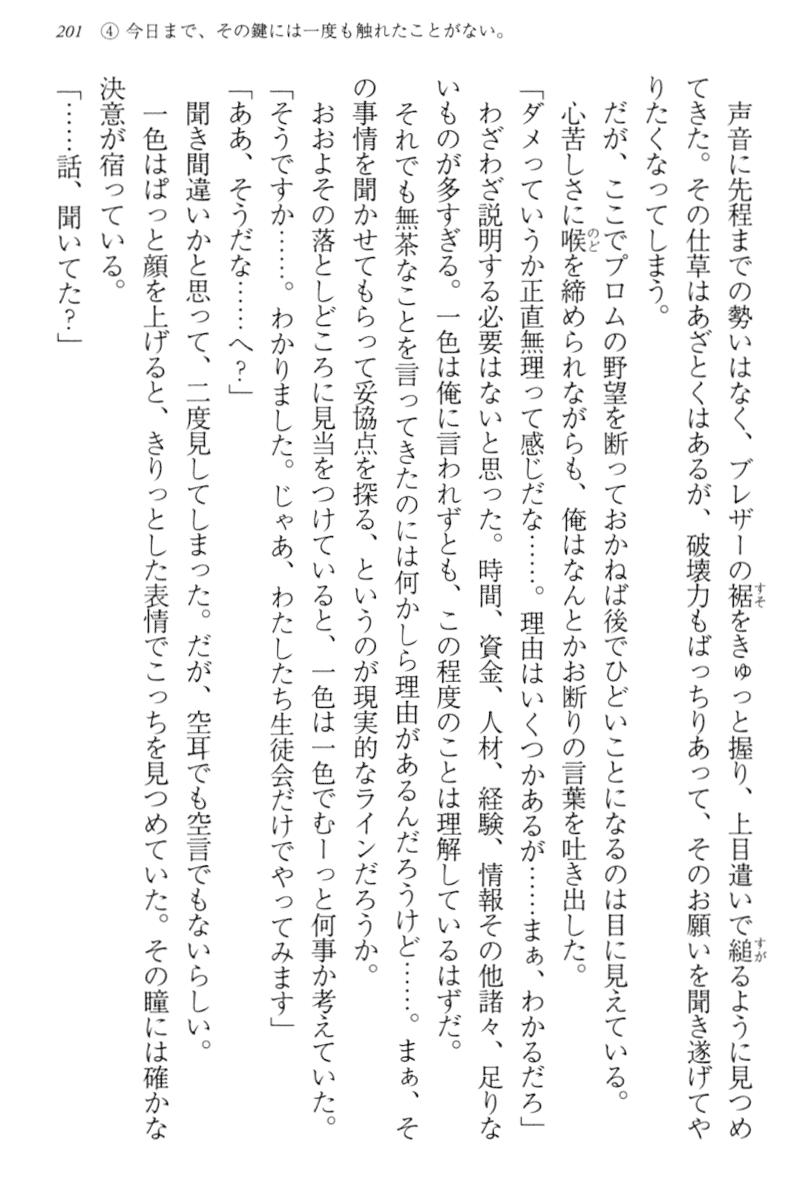 201 ④ 今日まで、その鍵には一度も触れたことがない。
　声音に先程までの勢いはなく、ブレザーの裾をきゅっと握り、上目遣いで縋るように見つめ
てきた。その仕草はあざとくはあるが、破壊力もばっちりあって、そのお願いを聞き遂げてや
りたくなってしまう。
　だが、ここでプロムの野望を断っておかねば後でひどいことになるのは目に見えている。
　心苦しさに喉を締められながらも、俺はなんとかお断りの言葉を吐き出した。
「ダメっていうか正直無理って感じだな……。理由はいくつかあるが……まぁ、わかるだろ」
　わざわざ説明する必要はないと思った。時間、資金、人材、経験、情報その他諸々、足りな
いものが多すぎる。一色は俺に言われずとも、この程度のことは理解しているはずだ。
　それでも無茶なことを言ってきたのには何かしら理由があるんだろうけど……。まぁ、そ
の事情を聞かせてもらって妥協点を探る、というのが現実的なラインだろうか。
　おおよその落としどころに見当をつけていると、一色は一色でむーっと何事か考えていた。
「そうですか……。わかりました。じゃあ、わたしたち生徒会だけでやってみます」
「ああ、そうだな……へ？」
　聞き間違いかと思って、二度見してしまった。だが、空耳でも空言でもないらしい。
　一色はぱっと顔を上げると、きりっとした表情でこっちを見つめていた。その瞳には確かな
決意が宿っている。
「……話、聞いてた？」
すそ
すが
のど